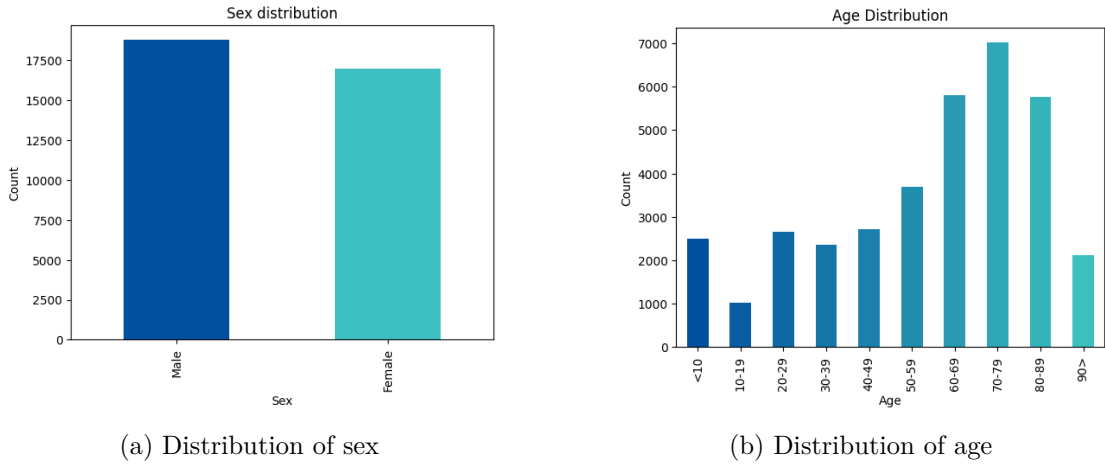 Sex distribution
17500
15000
12500
10000
7500
5000
2500
0
Count
Male
Female
Sex
(a) Distribution of sex
Age Distribution
7000
6000
5000
4000
3000
2000
1000
0
Count
<10
10-19
20-29
30-39
40-49
50-59
60-69
70-79
80-89
90>
Age
(b) Distribution of age